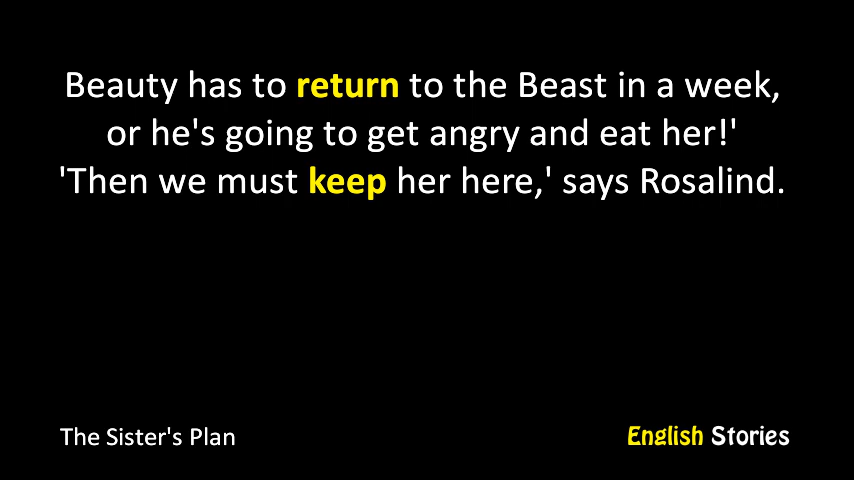 Beauty has to return to the Beast in a week,
or he's going to get angry and eat her!'
'Then we must keep her here,' says Rosalind.
The Sister's Plan
English Stories